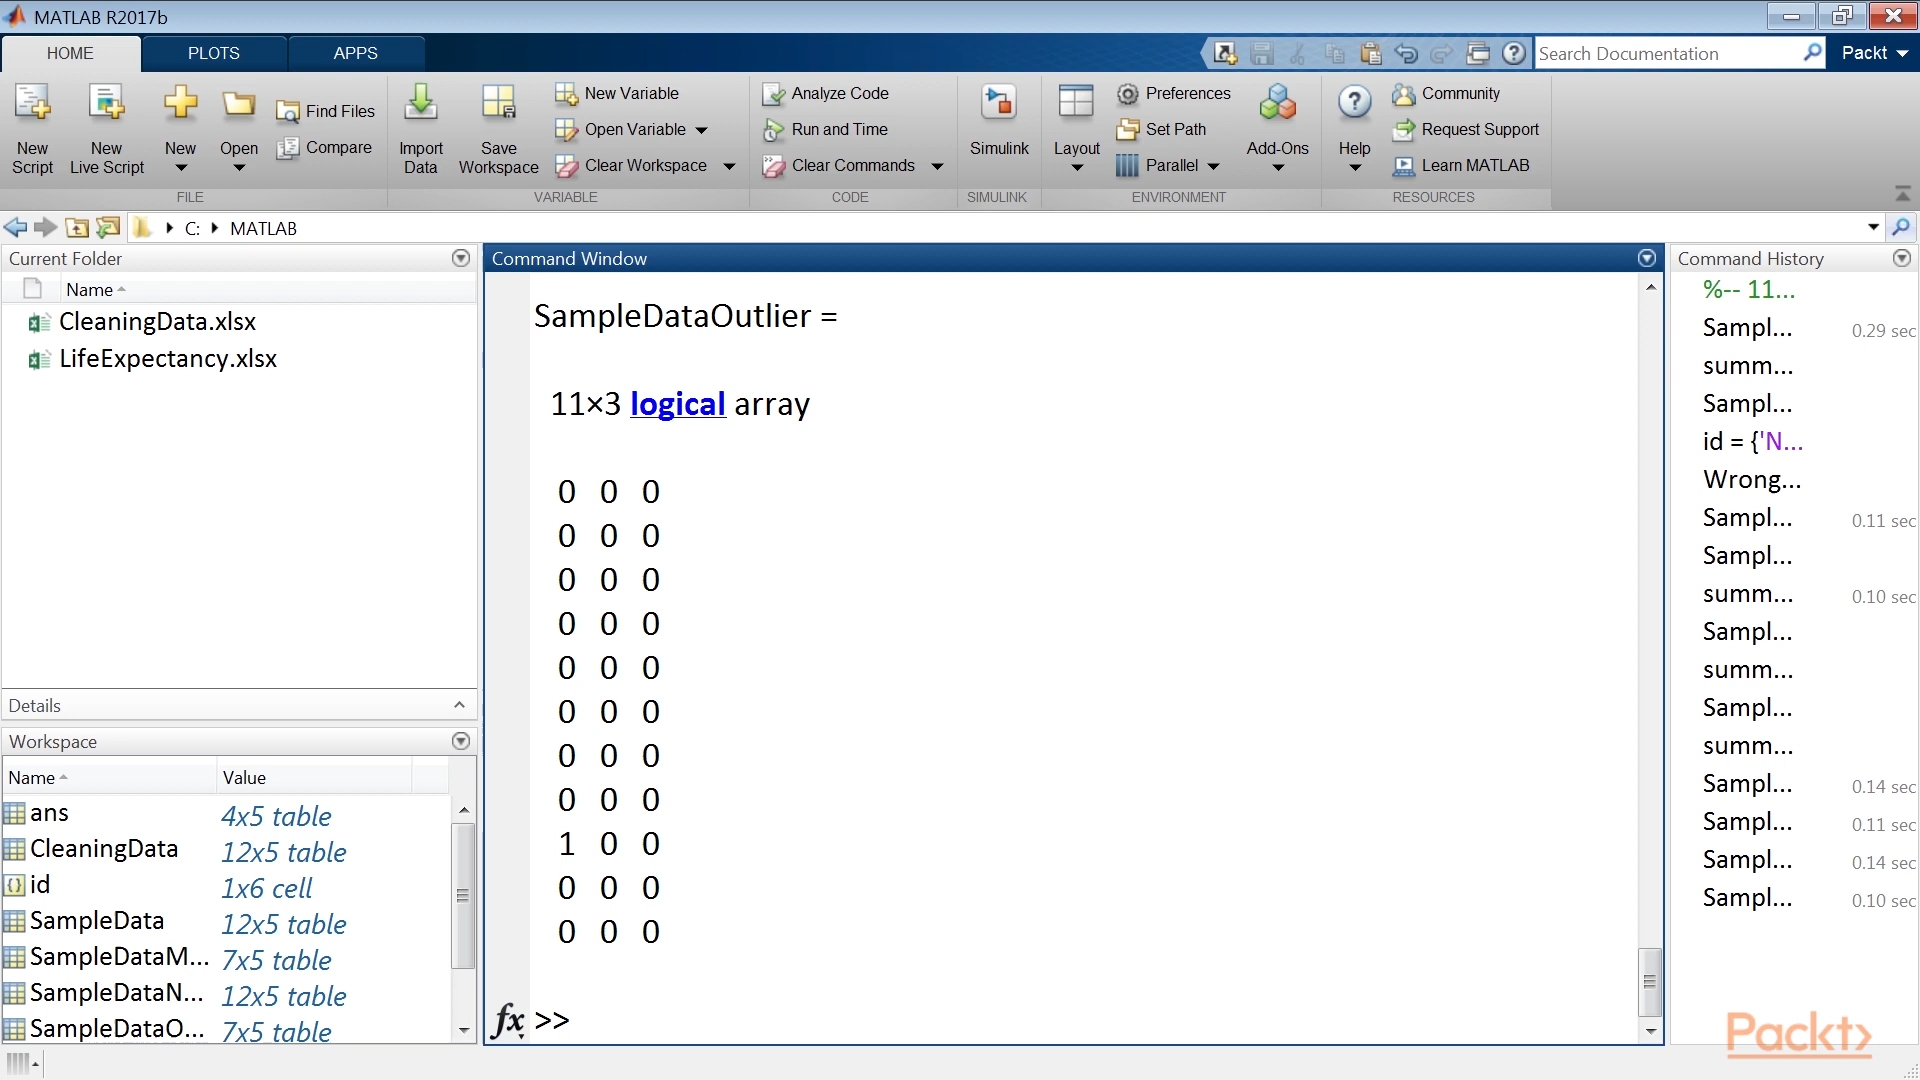 MATLAB R2017b
HOME PLOTS APPS
Search Documentation
Packt
New Script
New Live Script
New
Open
Find Files
Compare
FILE
Import Data
Save Workspace
New Variable
Open Variable
Clear Workspace
VARIABLE
Analyze Code
Run and Time
Clear Commands
CODE
Simulink
SIMULINK
Layout
Preferences
Set Path
Parallel
Add-Ons
ENVIRONMENT
Help
Community
Request Support
Learn MATLAB
RESOURCES
C: MATLAB
Current Folder
Name
CleaningData.xlsx
LifeExpectancy.xlsx
Details
Workspace
Name Value
ans 4x5 table
CleaningData 12x5 table
id 1x6 cell
SampleData 12x5 table
SampleDataM... 7x5 table
SampleDataN... 12x5 table
SampleDataO... 7x5 table
Command Window
SampleDataOutlier =
11×3 logical array
0 0 0
0 0 0
0 0 0
0 0 0
0 0 0
0 0 0
0 0 0
0 0 0
1 0 0
0 0 0
0 0 0
fx >>
Command History
%-- 11...
Sampl... 0.29 sec
summ...
Sampl...
id = {'N...
Wrong...
Sampl... 0.11 sec
Sampl...
summ... 0.10 sec
Sampl...
summ...
Sampl...
summ...
Sampl... 0.14 sec
Sampl... 0.11 sec
Sampl... 0.14 sec
Sampl... 0.10 sec
Packt>